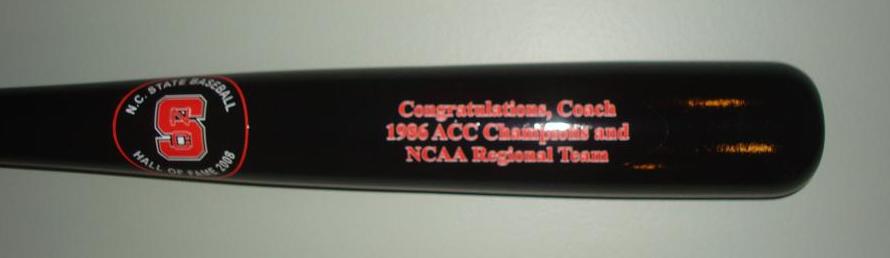 N.C. STATE BASEBALL
S
HALL OF FAME 2008
Congratulations, Coach
1986 ACC Champions and
NCAA Regional Team